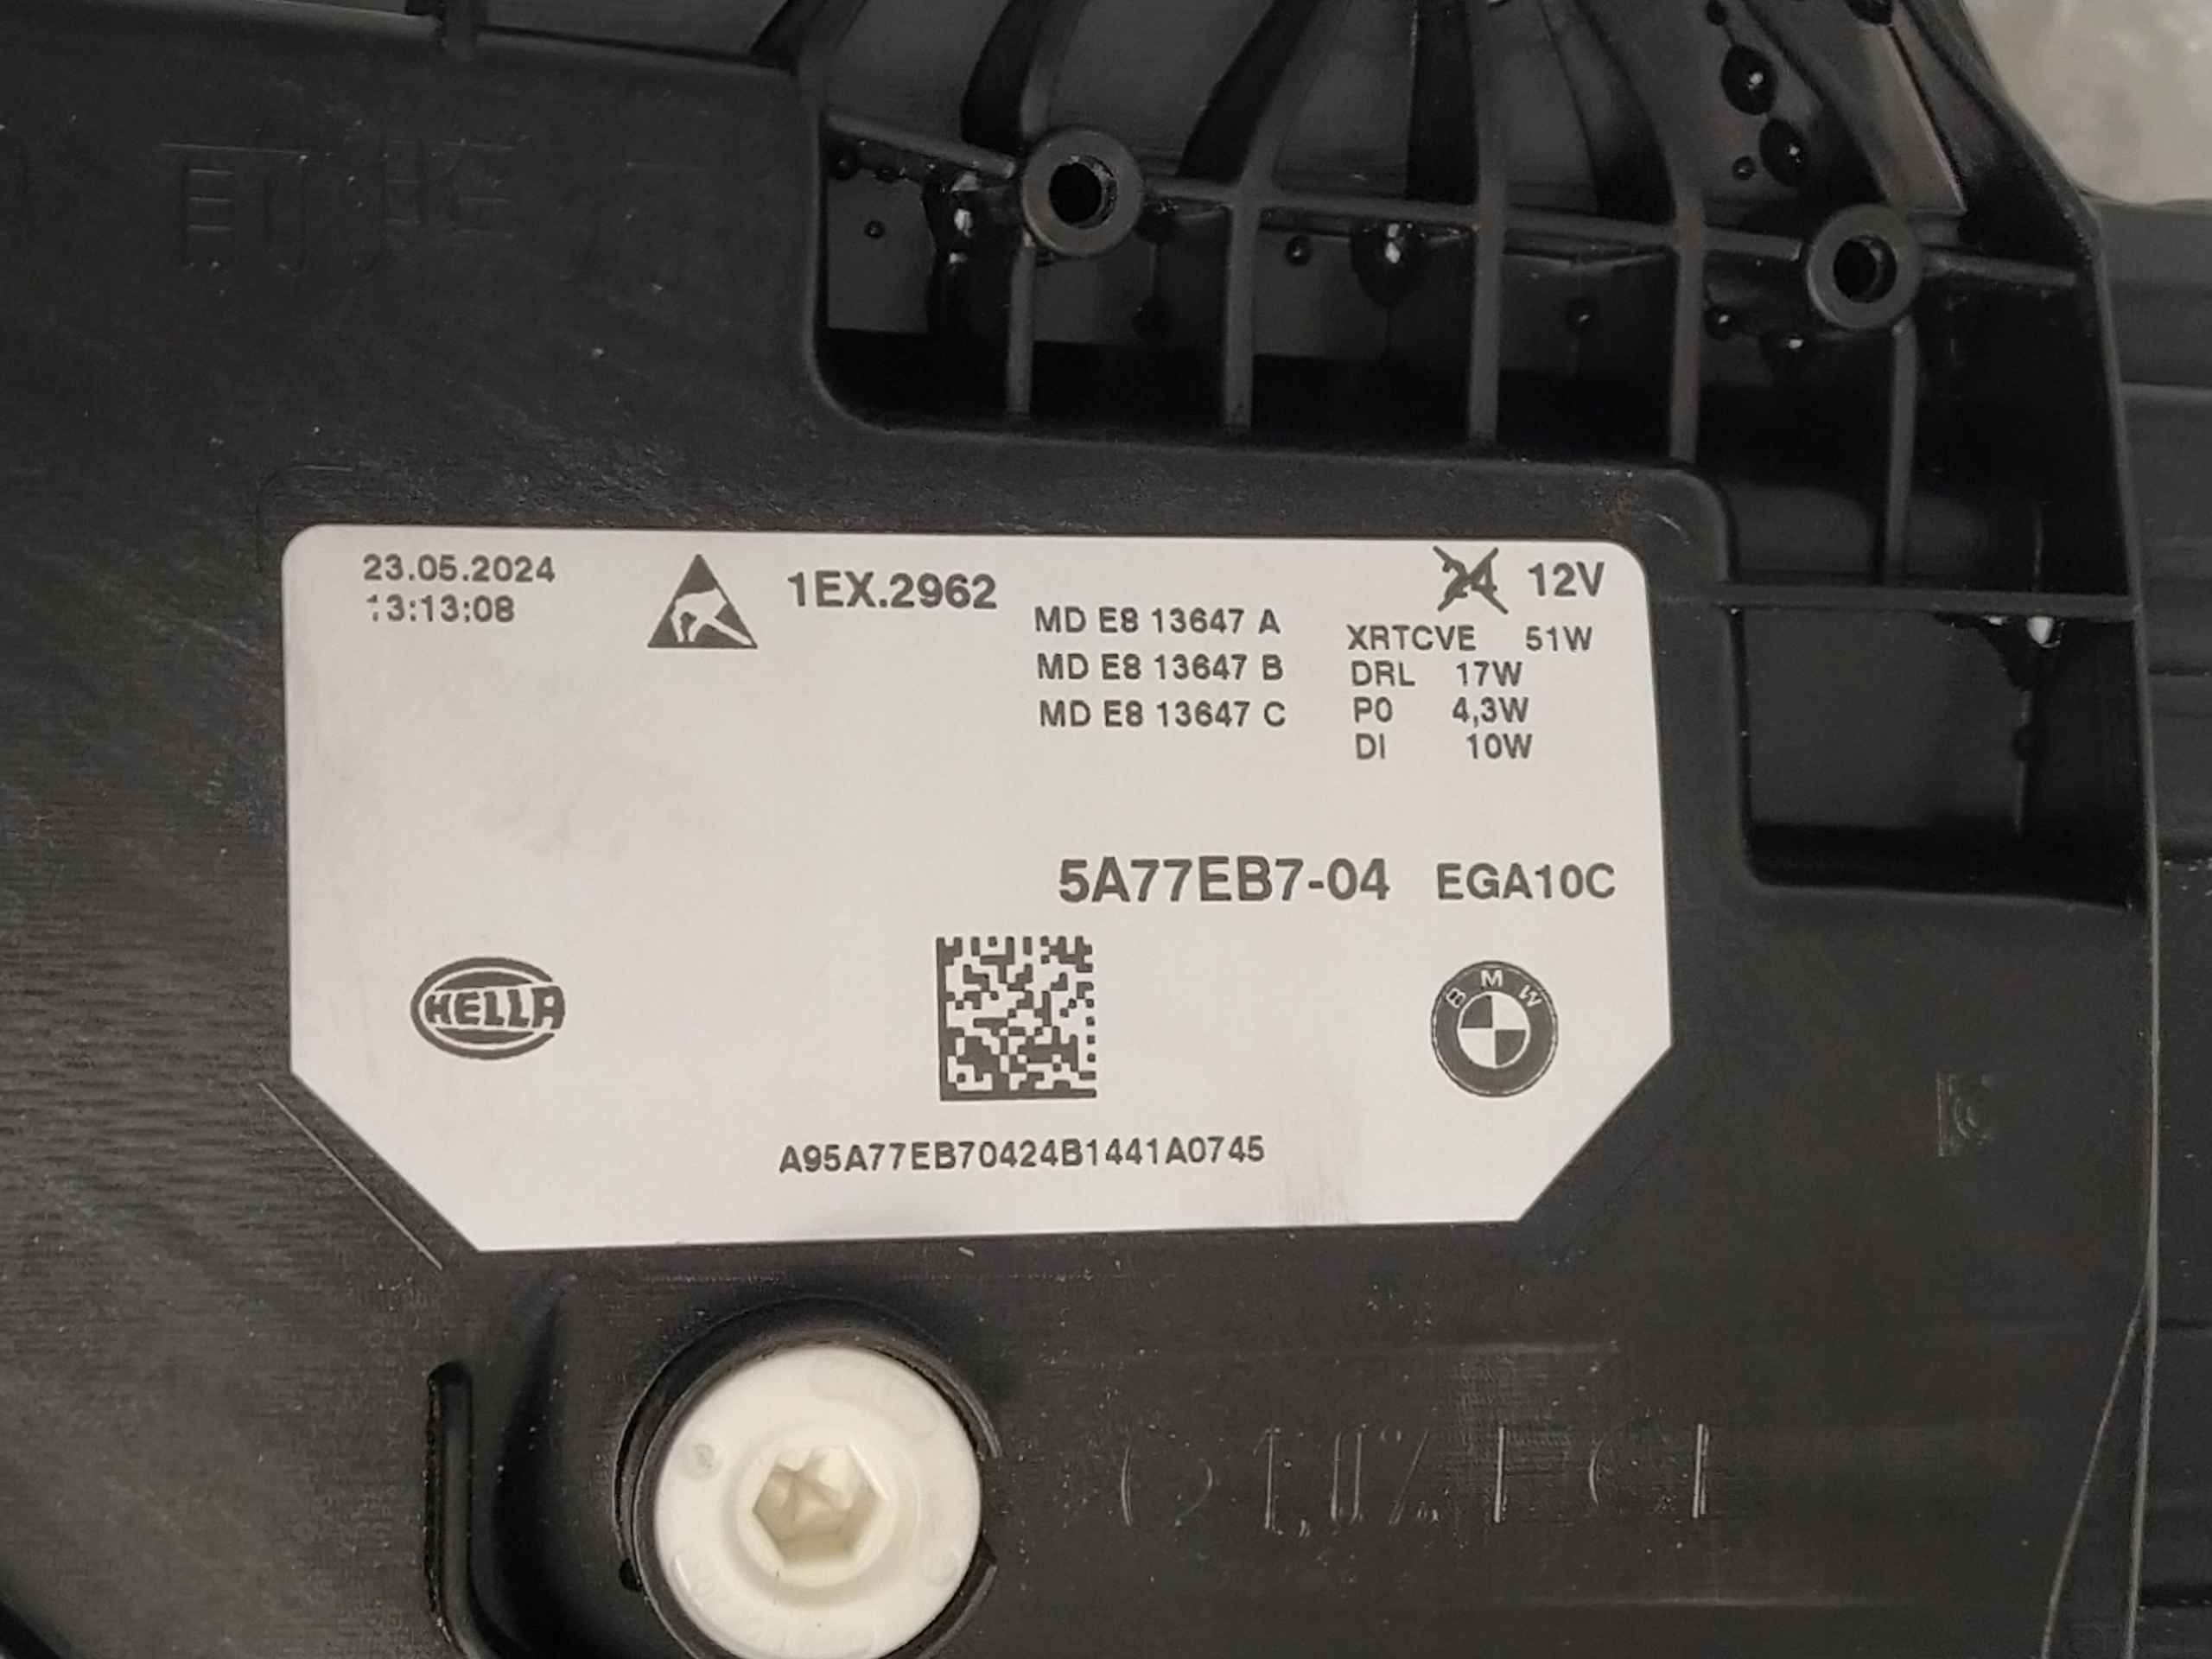 23.05.2024
13:13:08
1EX.2962
MD E8 13647 A
MD E8 13647 B
MD E8 13647 C
24 12V
XRTCVE 51W
DRL 17W
PO 4,3W
DI 10W
5A77EB7-04 EGA10C
HELLA
BMW
A95A77EB70424B1441A0745